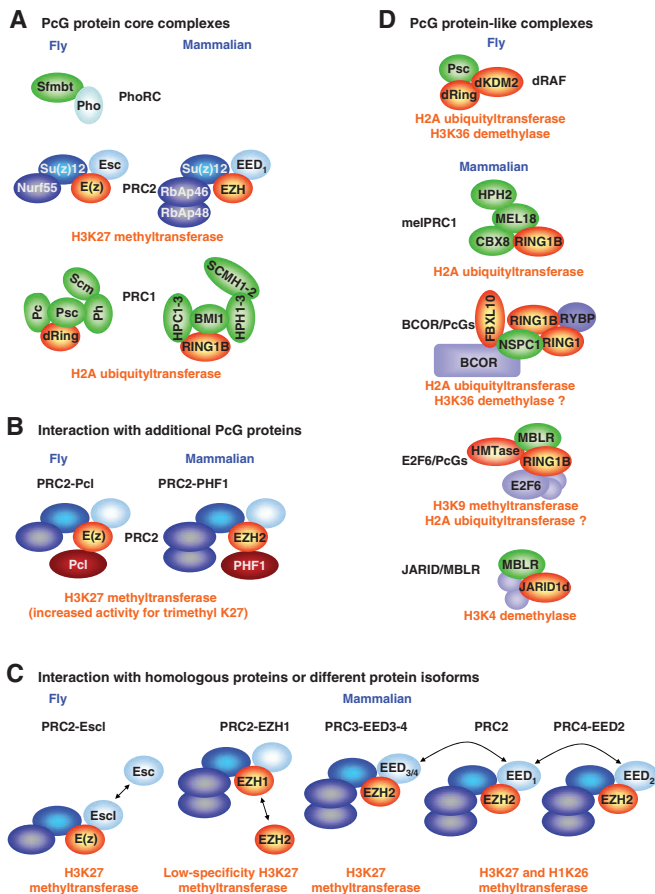 A PcG protein core complexes
Fly Mammalian
Sfmbt
Pho
PhoRC
Su(z)12 Esc
Nurf55 E(z)
PRC2
Su(z)12 EED1
RbAp46 EZH
RbAp48
H3K27 methyltransferase
Scm
Pc Psc Ph
dRing
PRC1
SCMH1-2
HPC1-3 BMI1 HPH1-3
RING1B
H2A ubiquityltransferase
B Interaction with additional PcG proteins
Fly Mammalian
PRC2-Pcl PRC2-PHF1
E(z) PRC2 EZH2
Pcl PHF1
H3K27 methyltransferase
(increased activity for trimethyl K27)
D PcG protein-like complexes
Fly
Psc
dKDM2 dRAF
dRing
H2A ubiquityltransferase
H3K36 demethylase
Mammalian
HPH2
MEL18
melPRC1
CBX8 RING1B
H2A ubiquityltransferase
FBXL10
RING1B RYBP
BCOR/PcGs
NSPC1 RING1
BCOR
H2A ubiquityltransferase
H3K36 demethylase ?
MBLR
E2F6/PcGs HMTase RING1B
E2F6
H3K9 methyltransferase
H2A ubiquityltransferase ?
JARID/MBLR MBLR
JARID1d
H3K4 demethylase
C Interaction with homologous proteins or different protein isoforms
Fly Mammalian
PRC2-Escl PRC2-EZH1 PRC3-EED3-4 PRC2 PRC4-EED2
Esc
Escl
E(z)
EZH1
EZH2
EED3/4
EZH2
EED1
EZH2
EED2
EZH2
H3K27
methyltransferase
Low-specificity H3K27
methyltransferase
H3K27
methyltransferase
H3K27 and H1K26
methyltransferase